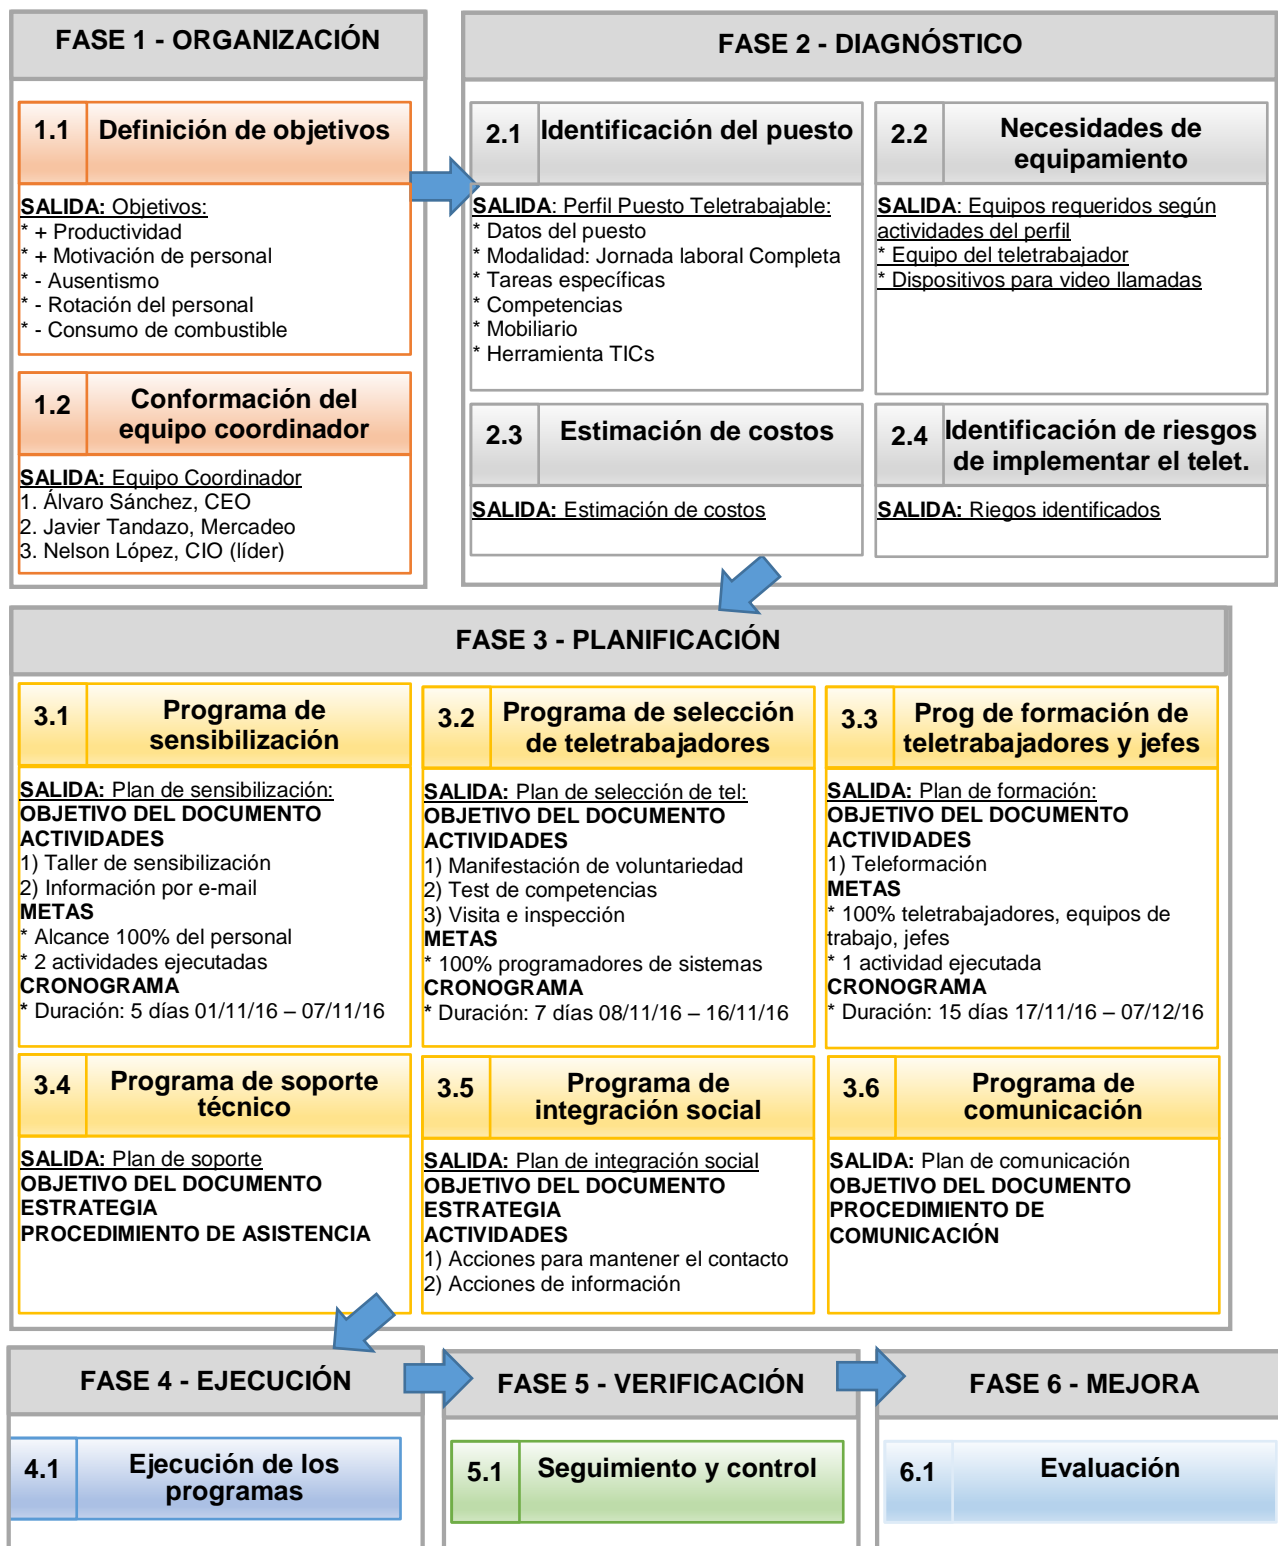 FASE 1 - ORGANIZACIÓN
1.1
Definición de objetivos
SALIDA: Objetivos:
* + Productividad
* + Motivación de personal
* - Ausentismo
* - Rotación del personal
* - Consumo de combustible
1.2
Conformación del
equipo coordinador
SALIDA: Equipo Coordinador
1. Álvaro Sánchez, CEO
2. Javier Tandazo, Mercadeo
3. Nelson López, CIO (líder)
FASE 2 - DIAGNÓSTICO
2.1
Identificación del puesto
SALIDA: Perfil Puesto Teletrabajable:
* Datos del puesto
* Modalidad: Jornada laboral Completa
* Tareas específicas
* Competencias
* Mobiliario
* Herramienta TICs
2.2
Necesidades de
equipamiento
SALIDA: Equipos requeridos según
actividades del perfil
* Equipo del teletrabajador
* Dispositivos para video llamadas
2.3
Estimación de costos
SALIDA: Estimación de costos
2.4
Identificación de riesgos
de implementar el telet.
SALIDA: Riegos identificados
FASE 3 - PLANIFICACIÓN
3.1
Programa de
sensibilización
SALIDA: Plan de sensibilización:
OBJETIVO DEL DOCUMENTO
ACTIVIDADES
1) Taller de sensibilización
2) Información por e-mail
METAS
* Alcance 100% del personal
* 2 actividades ejecutadas
CRONOGRAMA
* Duración: 5 días 01/11/16 – 07/11/16
3.2
Programa de selección
de teletrabajadores
SALIDA: Plan de selección de tel:
OBJETIVO DEL DOCUMENTO
ACTIVIDADES
1) Manifestación de voluntariedad
2) Test de competencias
3) Visita e inspección
METAS
* 100% programadores de sistemas
CRONOGRAMA
* Duración: 7 días 08/11/16 – 16/11/16
3.3
Prog de formación de
teletrabajadores y jefes
SALIDA: Plan de formación:
OBJETIVO DEL DOCUMENTO
ACTIVIDADES
1) Teleformación
METAS
* 100% teletrabajadores, equipos de
trabajo, jefes
* 1 actividad ejecutada
CRONOGRAMA
* Duración: 15 días 17/11/16 – 07/12/16
3.4
Programa de soporte
técnico
SALIDA: Plan de soporte
OBJETIVO DEL DOCUMENTO
ESTRATEGIA
PROCEDIMIENTO DE ASISTENCIA
3.5
Programa de
integración social
SALIDA: Plan de integración social
OBJETIVO DEL DOCUMENTO
ESTRATEGIA
ACTIVIDADES
1) Acciones para mantener el contacto
2) Acciones de información
3.6
Programa de
comunicación
SALIDA: Plan de comunicación
OBJETIVO DEL DOCUMENTO
PROCEDIMIENTO DE
COMUNICACIÓN
FASE 4 - EJECUCIÓN
4.1
Ejecución de los
programas
FASE 5 - VERIFICACIÓN
5.1
Seguimiento y control
FASE 6 - MEJORA
6.1
Evaluación